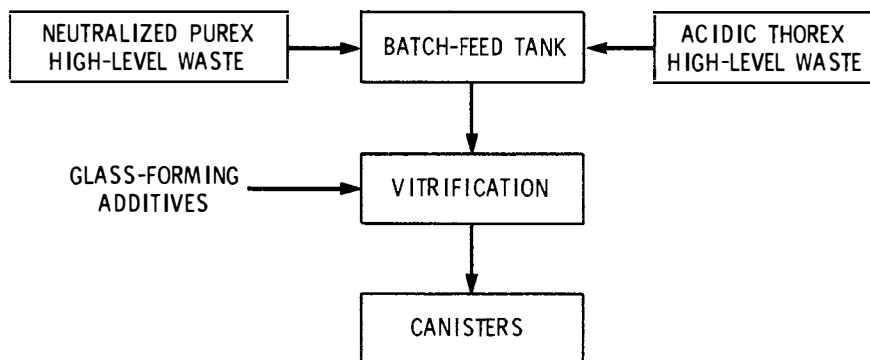 NEUTRALIZED PUREX
HIGH-LEVEL WASTE
BATCH-FEED TANK
ACIDIC THOREX
HIGH-LEVEL WASTE
GLASS-FORMING
ADDITIVES
VITRIFICATION
CANISTERS